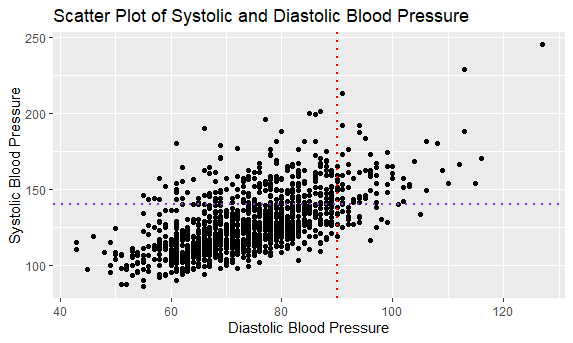 Scatter Plot of Systolic and Diastolic Blood Pressure
250
200
150
100
Systolic Blood Pressure
40 60 80 100 120
Diastolic Blood Pressure